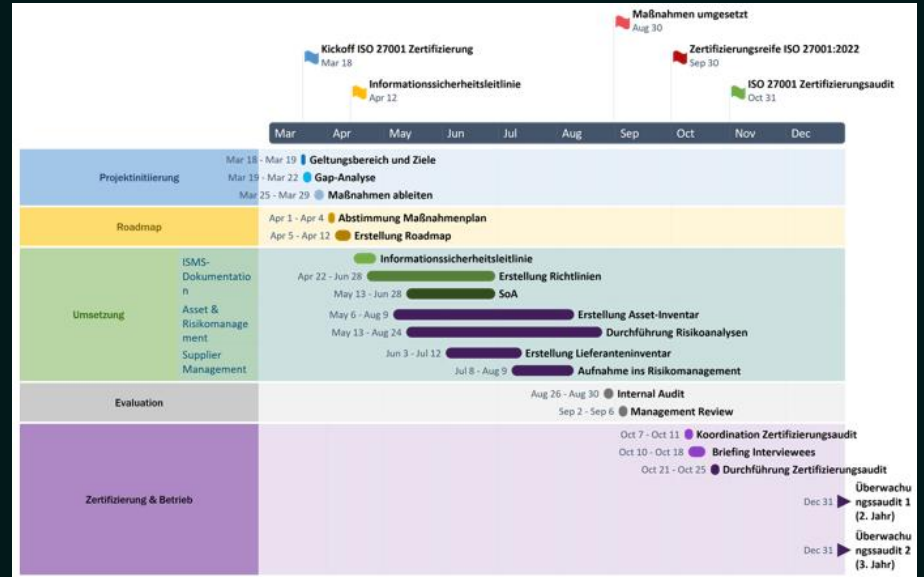 Maßnahmen umgesetzt
Aug 30
Kickoff ISO 27001 Zertifizierung
Mar 18
Zertifizierungsreife ISO 27001:2022
Sep 30
Informationssicherheitsleitlinie
Apr 12
ISO 27001 Zertifizierungsaudit
Oct 31
Mar Apr May Jun Jul Aug Sep Oct Nov Dec
Projektinitiierung
Mar 18 - Mar 19 Geltungsbereich und Ziele
Mar 19 - Mar 22 Gap-Analyse
Mar 25 - Mar 29 Maßnahmen ableiten
Roadmap
Apr 1 - Apr 4 Abstimmung Maßnahmenplan
Apr 5 - Apr 12 Erstellung Roadmap
Umsetzung
ISMS-
Dokumentatio
n
Informationssicherheitsleitlinie
Apr 22 - Jun 28 Erstellung Richtlinien
May 13 - Jun 28 SoA
Asset &
Risikomanage
ment
May 6 - Aug 9 Erstellung Asset-Inventar
May 13 - Aug 24 Durchführung Risikoanalysen
Supplier
Management
Jun 3 - Jul 12 Erstellung Lieferanteninventar
Jul 8 - Aug 9 Aufnahme ins Risikomanagement
Evaluation
Aug 26 - Aug 30 Internal Audit
Sep 2 - Sep 6 Management Review
Zertifizierung & Betrieb
Oct 7 - Oct 11 Koordination Zertifizierungsaudit
Oct 10 - Oct 18 Briefing Interviewees
Oct 21 - Oct 25 Durchführung Zertifizierungsaudit
Dec 31
Überwachu
ngssaudit 1
(2. Jahr)
Dec 31
Überwachu
ngssaudit 2
(3. Jahr)